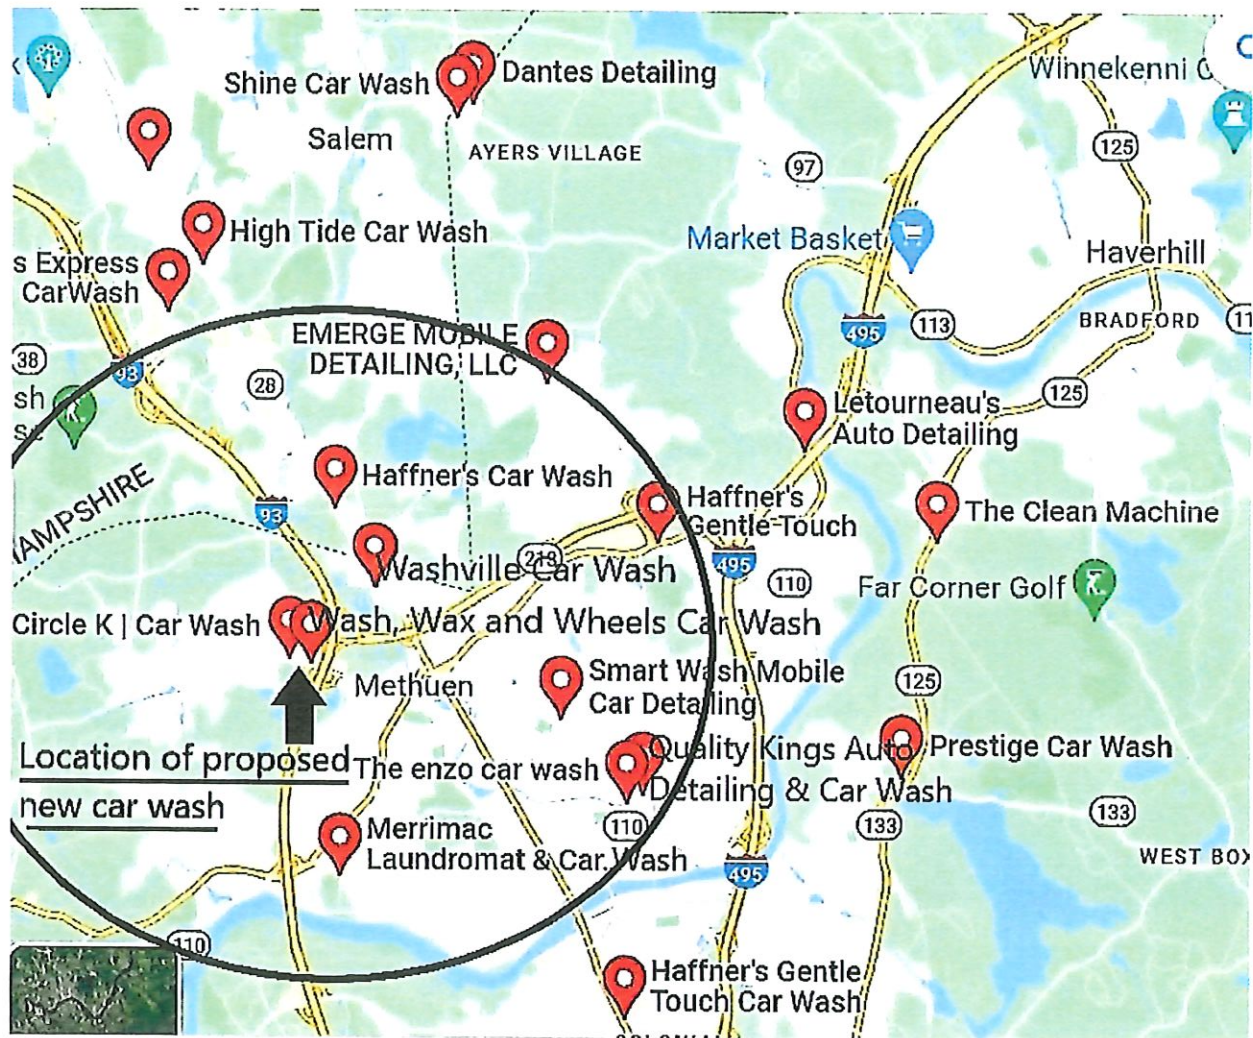 Shine Car Wash
Dantes Detailing
Winnekenni C
Salem
AYERS VILLAGE
125
97
High Tide Car Wash
Market Basket
Haverhill
s Express
CarWash
BRADFORD
11
113
495
EMERGE MOBILE
DETAILING, LLC
38
93
28
125
sh
se
Letourneau's
Auto Detailing
Haffner's Car Wash
Haffner's
Gentle Touch
The Clean Machine
AMPSHIRE
93
213
Washville Car Wash
495
110
Far Corner Golf
Circle K | Car Wash
Wash, Wax and Wheels Car Wash
Methuen
Smart Wash Mobile
Car Detailing
125
Location of proposed
new car wash
The enzo car wash
Quality Kings Auto
Detailing & Car Wash
Prestige Car Wash
110
133
133
Merrimac
Laundromat & Car Wash
WEST BOX
495
110
Haffner's Gentle
Touch Car Wash
COLONIAL